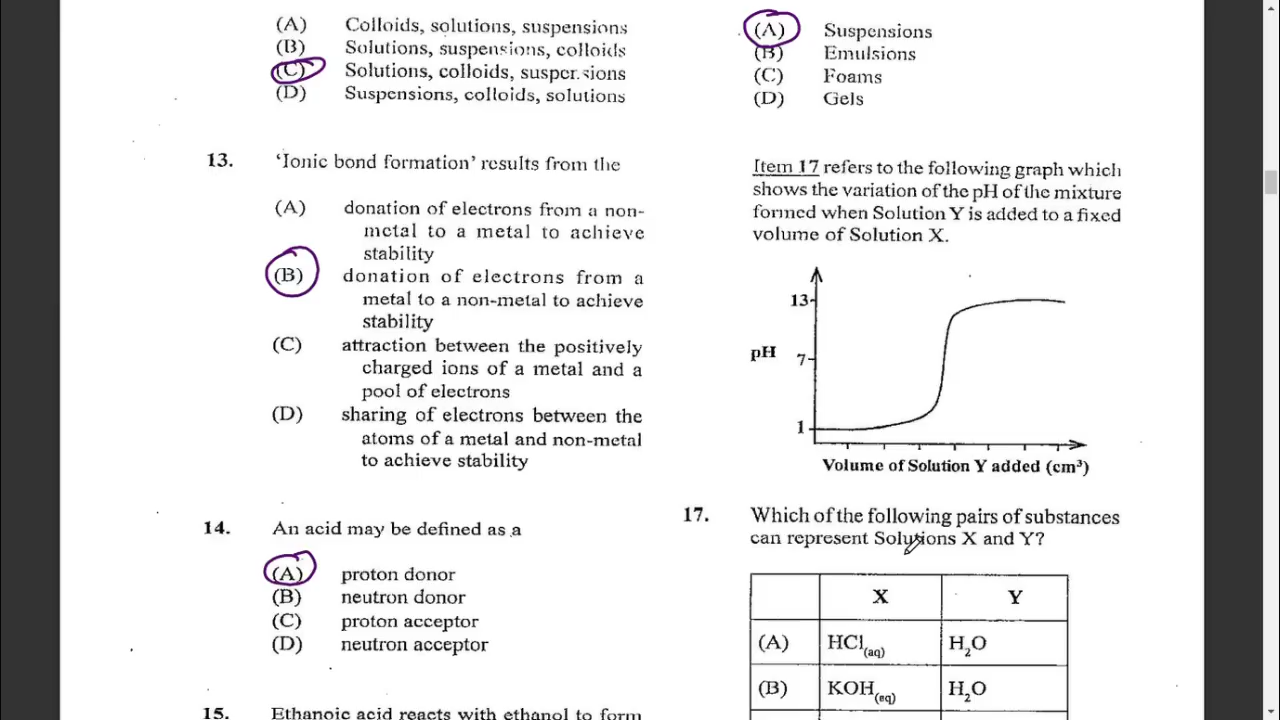 (A) Colloids, solutions, suspensions
(B) Solutions, suspensions, colloids
(C) Solutions, colloids, suspensions
(D) Suspensions, colloids, solutions
13. ‘Ionic bond formation’ results from the
(A) donation of electrons from a non-
metal to a metal to achieve
stability
(B) donation of electrons from a
metal to a non-metal to achieve
stability
(C) attraction between the positively
charged ions of a metal and a
pool of electrons
(D) sharing of electrons between the
atoms of a metal and non-metal
to achieve stability
14. An acid may be defined as a
(A) proton donor
(B) neutron donor
(C) proton acceptor
(D) neutron acceptor
15. Ethanoic acid reacts with ethanol to form
(A) Suspensions
(B) Emulsions
(C) Foams
(D) Gels
Item 17 refers to the following graph which
shows the variation of the pH of the mixture
formed when Solution Y is added to a fixed
volume of Solution X.
13
pH 7
1
Volume of Solution Y added (cm³)
17. Which of the following pairs of substances
can represent Solutions X and Y?
X Y
(A) HCl(aq) H₂O
(B) KOH(eq) H₂O